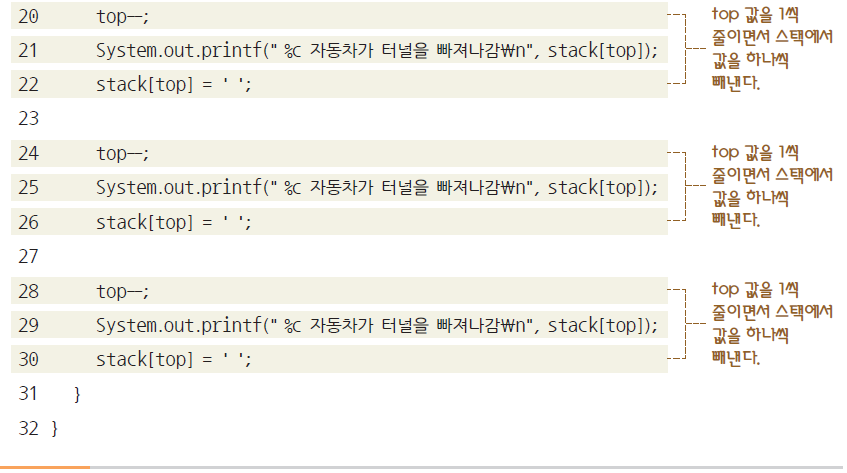 20 top--; top 값을 1씩
21 System.out.printf(" %c 자동차가 터널을 빠져나감₩n", stack[top]); 줄이면서 스택에서
값을 하나씩
22 stack[top] = ' '; 빼낸다.
23
24 top--; top 값을 1씩
25 System.out.printf(" %c 자동차가 터널을 빠져나감₩n", stack[top]); 줄이면서 스택에서
값을 하나씩
26 stack[top] = ' '; 빼낸다.
27
28 top--; top 값을 1씩
29 System.out.printf(" %c 자동차가 터널을 빠져나감₩n", stack[top]); 줄이면서 스택에서
값을 하나씩
30 stack[top] = ' '; 빼낸다.
31 }
32 }